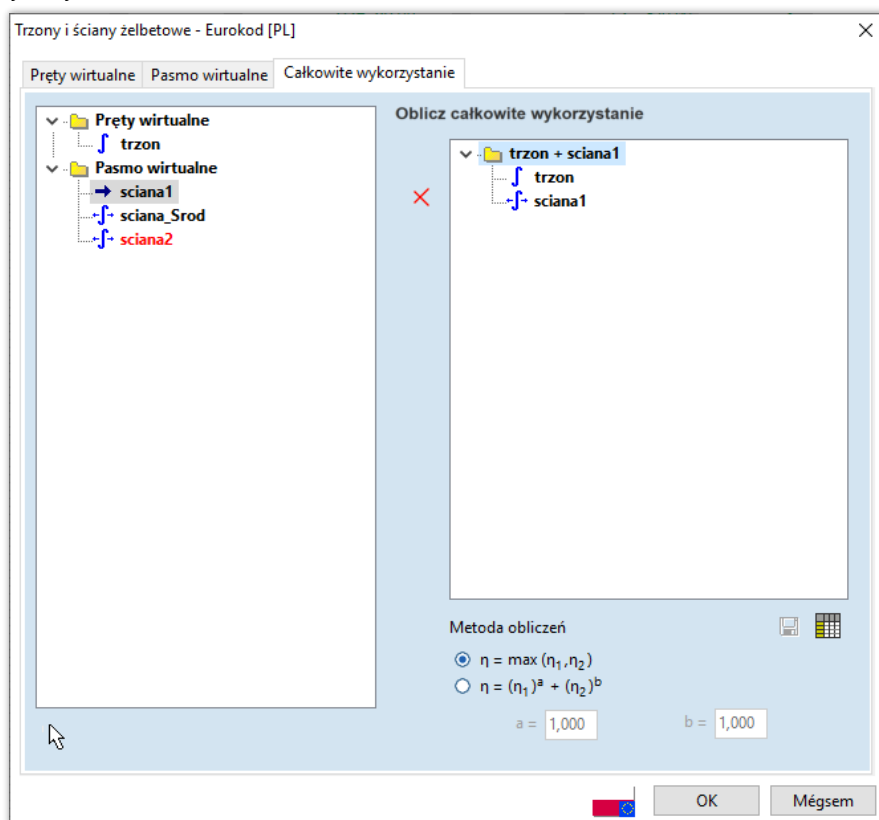 Trzony i ściany żelbetowe - Eurokod [PL]
Pręty wirtualne Pasmo wirtualne Całkowite wykorzystanie
Pręty wirtualne
trzon
Pasmo wirtualne
sciana1
sciana_Srod
sciana2
Oblicz całkowite wykorzystanie
trzon + sciana1
trzon
sciana1
Metoda obliczeń
η = max (η₁,η₂)
η = (η₁)ᵃ + (η₂)ᵇ
a = 1,000 b = 1,000
OK Mégsem